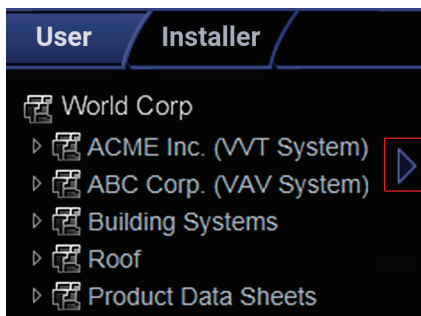 User Installer
World Corp
ACME Inc. (VVT System)
ABC Corp. (VAV System)
Building Systems
Roof
Product Data Sheets